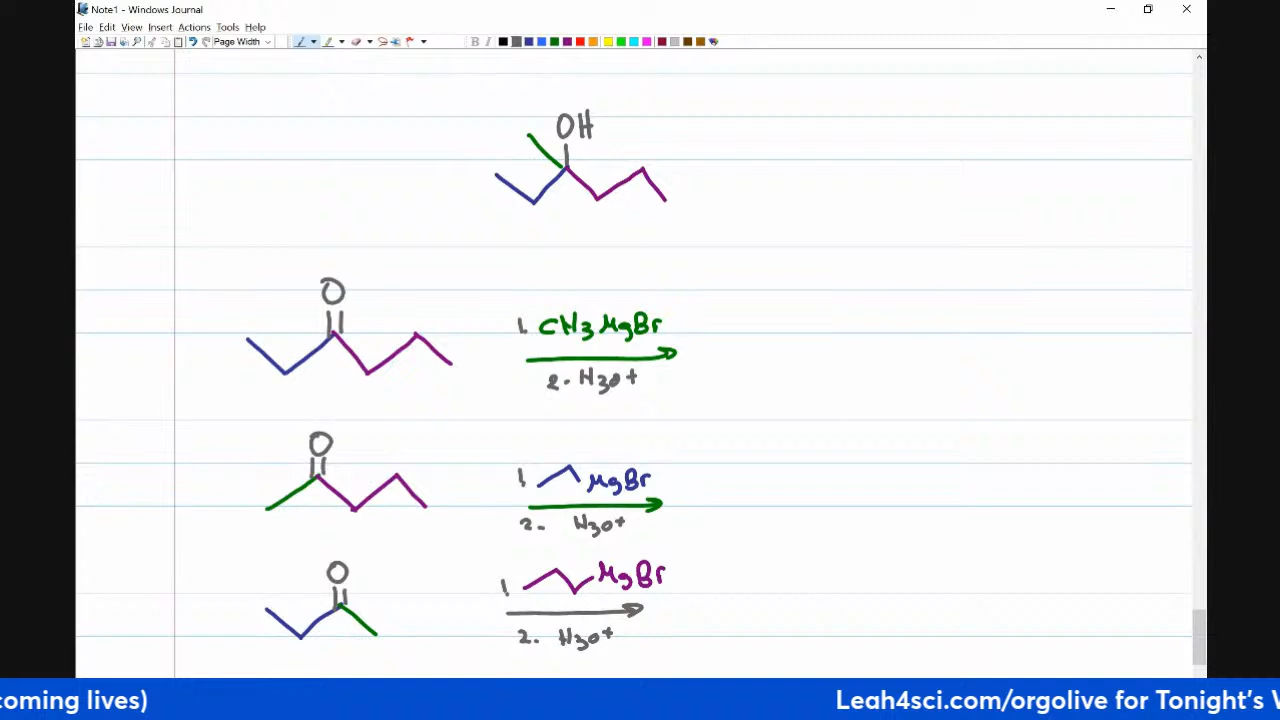 Note1 - Windows Journal
File Edit View Insert Actions Tools Help
Page Width
B I
OH
O
1. CH3MgBr
2. H3O+
O
1. MgBr
2. H3O+
O
1. MgBr
2. H3O+
coming lives)
Leah4sci.com/orgolive for Tonight's